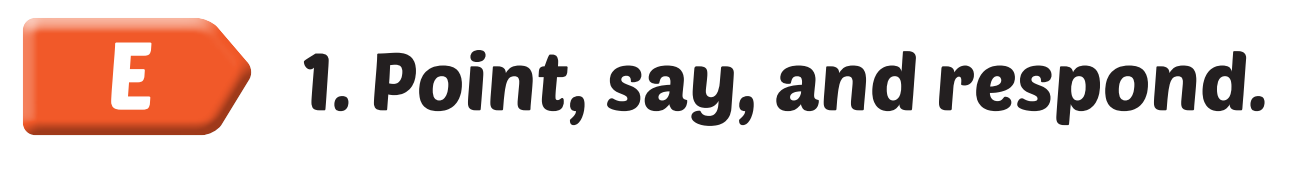 E 1. Point, say, and respond.